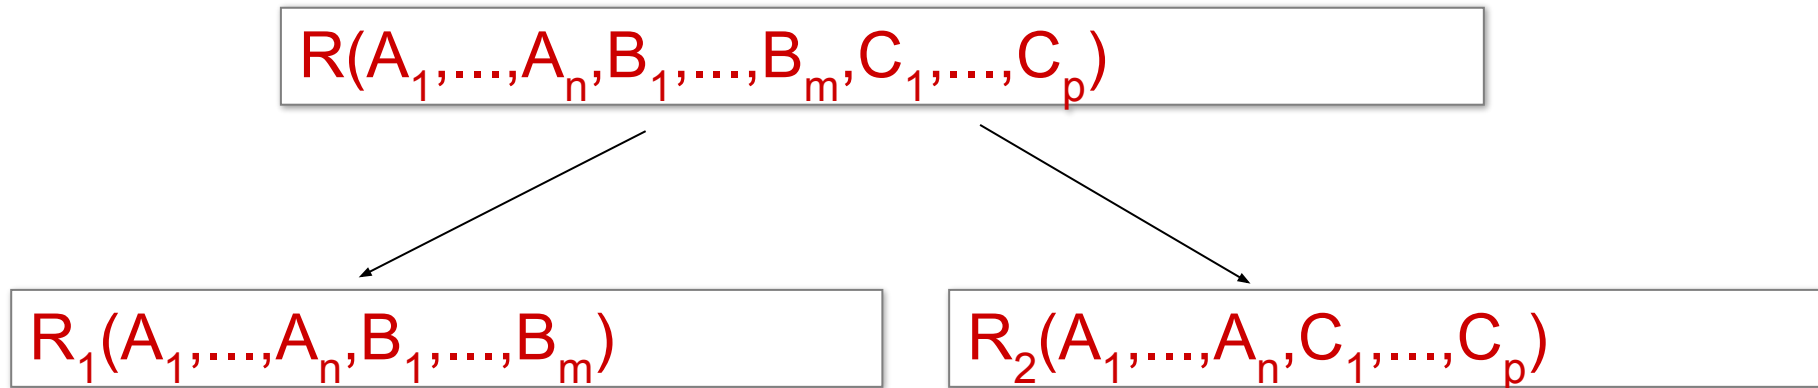 R(A₁,...,Aₙ,B₁,...,Bₘ,C₁,...,Cₚ)
R₁(A₁,...,Aₙ,B₁,...,Bₘ)
R₂(A₁,...,Aₙ,C₁,...,Cₚ)